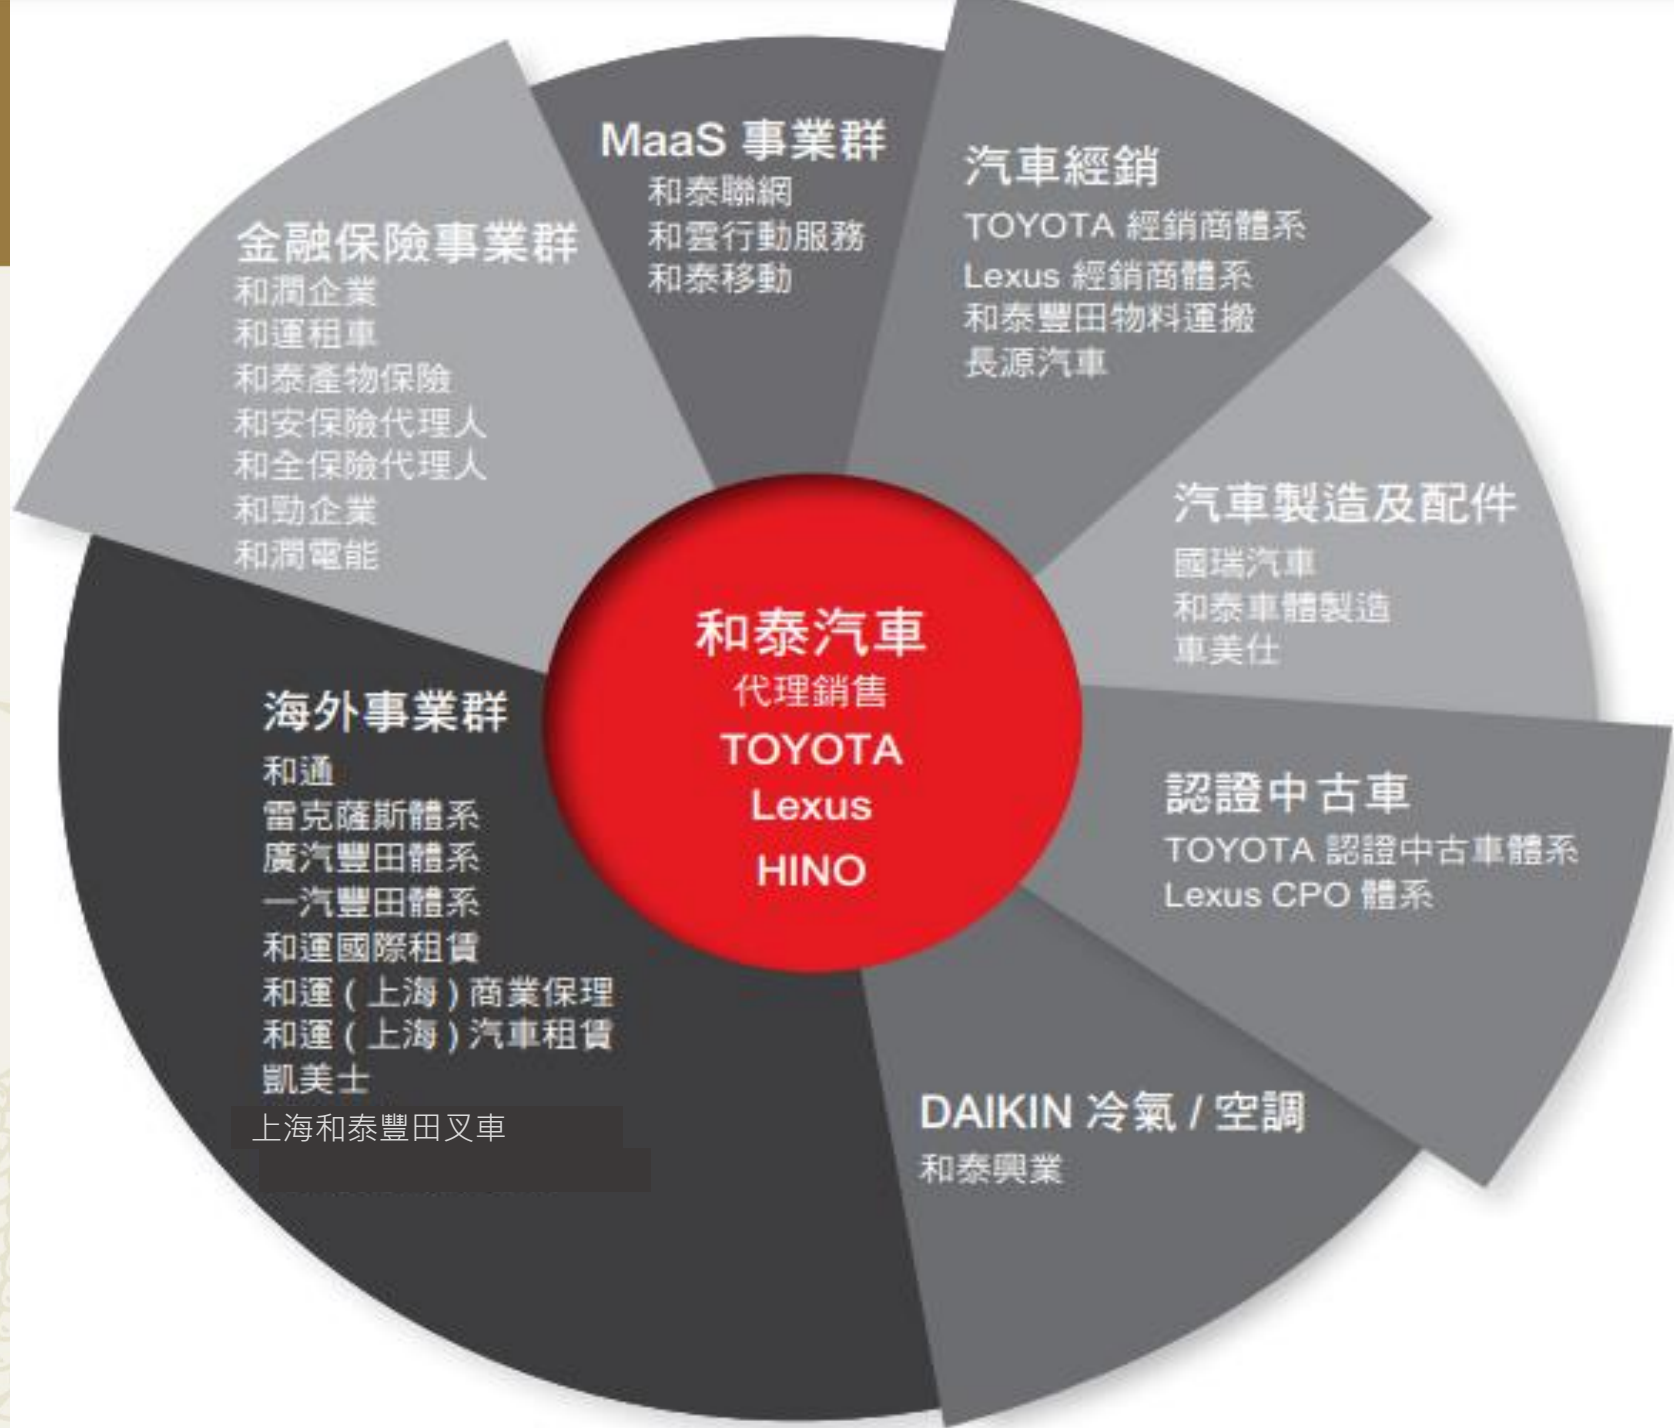 MaaS 事業群
和泰聯網
和雲行動服務
和泰移動
汽車經銷
TOYOTA 經銷商體系
Lexus 經銷商體系
和泰豐田物料運搬
長源汽車
金融保險事業群
和潤企業
和運租車
和泰產物保險
和安保險代理人
和全保險代理人
和勁企業
和潤電能
汽車製造及配件
國瑞汽車
和泰車體製造
車美仕
和泰汽車
代理銷售
TOYOTA
Lexus
HINO
海外事業群
和通
雷克薩斯體系
廣汽豐田體系
一汽豐田體系
和運國際租賃
和運(上海)商業保理
和運(上海)汽車租賃
凱美士
上海和泰豐田叉車
認證中古車
TOYOTA 認證中古車體系
Lexus CPO 體系
DAIKIN 冷氣 / 空調
和泰興業